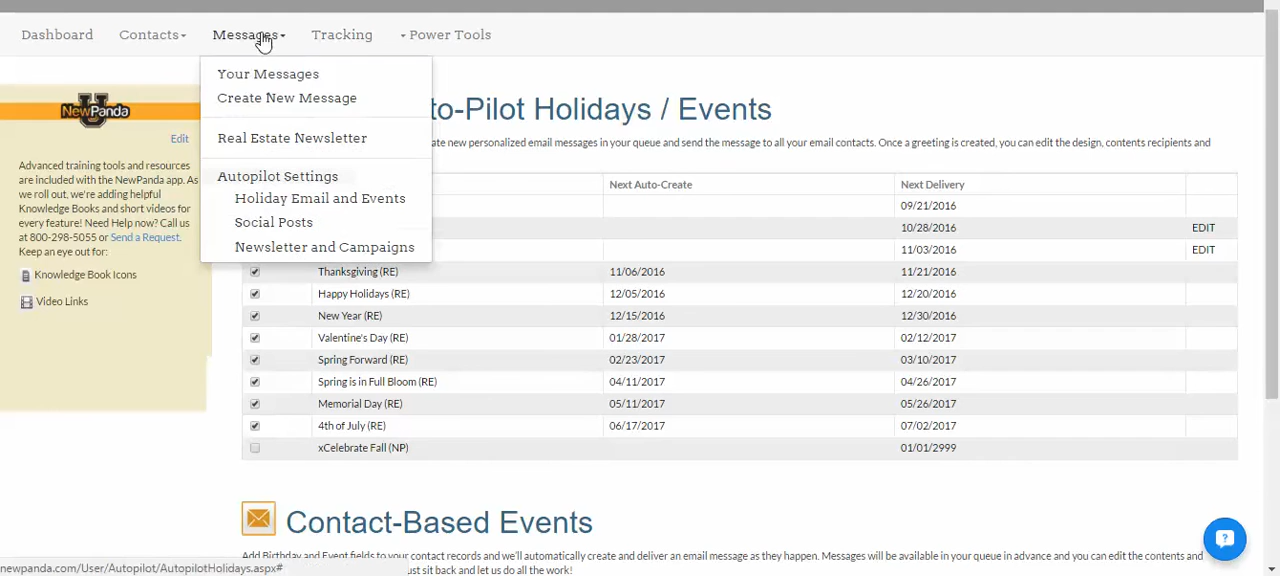 Dashboard Contacts Messages Tracking Power Tools
Your Messages
Create New Message
Real Estate Newsletter
Autopilot Settings
Holiday Email and Events
Social Posts
Newsletter and Campaigns
U
NewPanda
Edit
Advanced training tools and resources
are included with the NewPanda app. As
we roll out, we're adding helpful
Knowledge Books and short videos for
every feature! Need Help now? Call us
at 800-298-5055 or Send a Request.
Keep an eye out for:
Knowledge Book Icons
Video Links
to-Pilot Holidays / Events
ate new personalized email messages in your queue and send the message to all your email contacts. Once a greeting is created, you can edit the design, contents recipients and
Next Auto-Create Next Delivery
09/21/2016
10/28/2016 EDIT
11/03/2016 EDIT
Thanksgiving (RE) 11/06/2016 11/21/2016
Happy Holidays (RE) 12/05/2016 12/20/2016
New Year (RE) 12/15/2016 12/30/2016
Valentine's Day (RE) 01/28/2017 02/12/2017
Spring Forward (RE) 02/23/2017 03/10/2017
Spring is in Full Bloom (RE) 04/11/2017 04/26/2017
Memorial Day (RE) 05/11/2017 05/26/2017
4th of July (RE) 06/17/2017 07/02/2017
xCelebrate Fall (NP) 01/01/2999
Contact-Based Events
Add Birthday and Event fields to your contact records and we'll automatically create and deliver an email message as they happen. Messages will be available in your queue in advance and you can edit the contents and
just sit back and let us do all the work!
newpanda.com/User/Autopilot/AutopilotHolidays.aspx#